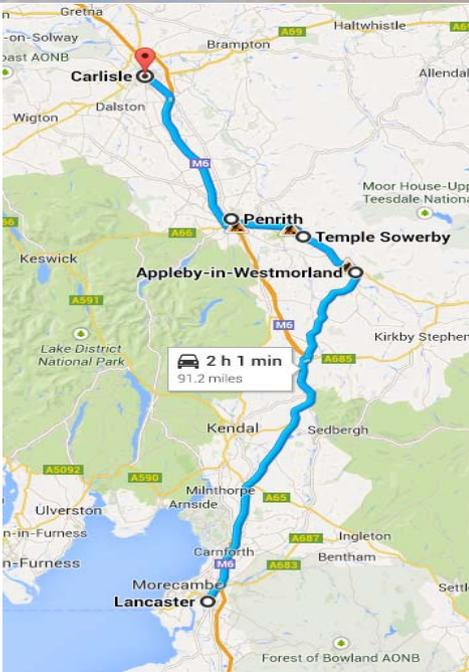 Gretna
Haltwhistle
A69
-on-Solway
Brampton
oast AONB
Carlisle
Allendal
Dalston
Wigton
M6
Moor House-Upp
Teesdale Nationa
66
Penrith
A66
Temple Sowerby
Keswick
Appleby-in-Westmorland
A591
M6
Kirkby Stephen
Lake District
National Park
2 h 1 min
91.2 miles
A685
Kendal
Sedbergh
A5092
A590
Milnthorpe
A65
Arnside
Ulverston
n-in-Furness
A687
Ingleton
Carnforth
Bentham
n-Furness
M6
A683
Morecambe
Settl
Lancaster
Forest of Bowland AONB